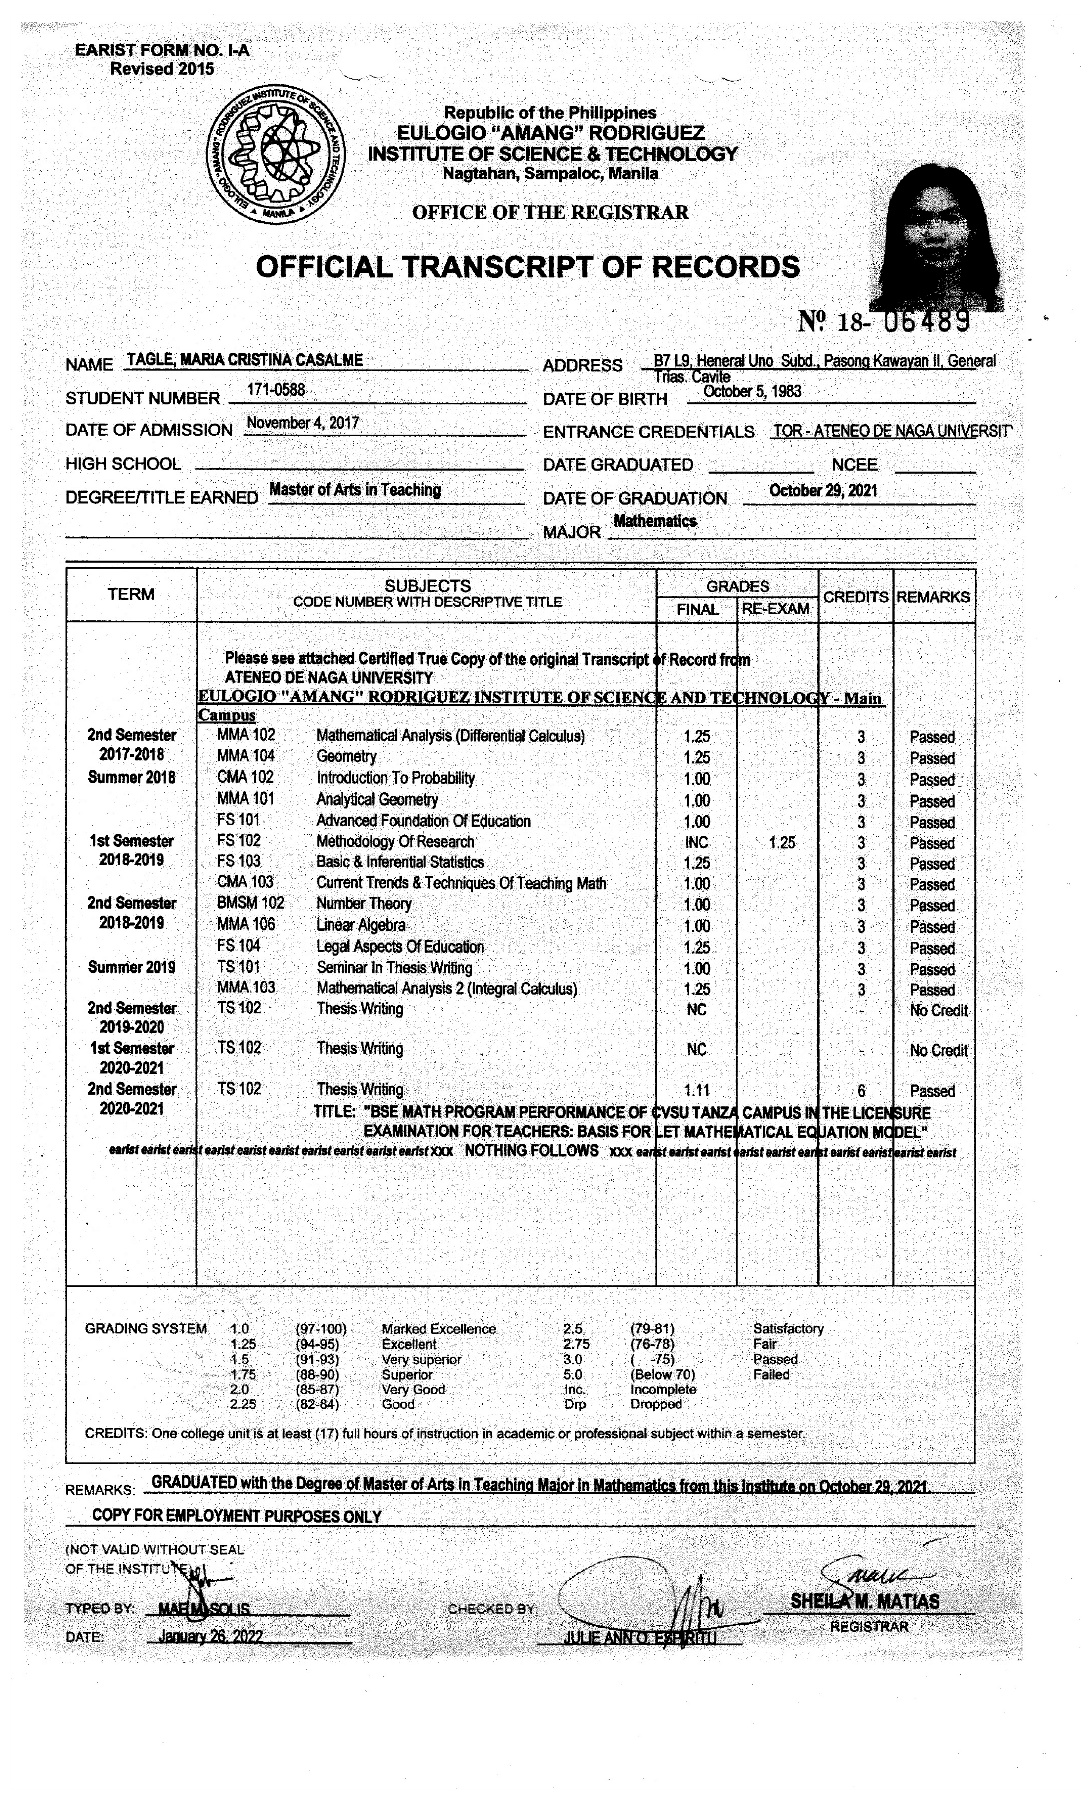 EARIST FORM NO. I-A
Revised 2015
EULOGIO "AMANG" RODRIGUEZ INSTITUTE OF SCIENCE AND TECHNOLOGY
MANILA
Republic of the Philippines
EULOGIO "AMANG" RODRIGUEZ
INSTITUTE OF SCIENCE & TECHNOLOGY
Nagtahan, Sampaloc, Manila
OFFICE OF THE REGISTRAR
OFFICIAL TRANSCRIPT OF RECORDS
Nº 18- 06489
NAME TAGLE, MARIA CRISTINA CASALME ADDRESS B7 L9, Heneral Uno Subd., Pasong Kawayan II, General
Trias, Cavite
STUDENT NUMBER 171-0588 DATE OF BIRTH October 5, 1983
DATE OF ADMISSION November 4, 2017 ENTRANCE CREDENTIALS TOR - ATENEO DE NAGA UNIVERSIT
HIGH SCHOOL DATE GRADUATED NCEE
DEGREE/TITLE EARNED Master of Arts in Teaching DATE OF GRADUATION October 29, 2021
MAJOR Mathematics
TERM SUBJECTS GRADES CREDITS REMARKS
CODE NUMBER WITH DESCRIPTIVE TITLE FINAL RE-EXAM
Please see attached Certified True Copy of the original Transcript of Record from
ATENEO DE NAGA UNIVERSITY
EULOGIO "AMANG" RODRIGUEZ INSTITUTE OF SCIENCE AND TECHNOLOGY - Main
Campus
2nd Semester MMA 102 Mathematical Analysis (Differential Calculus) 1.25 3 Passed
2017-2018 MMA 104 Geometry 1.25 3 Passed
Summer 2018 CMA 102 Introduction To Probability 1.00 3 Passed
MMA 101 Analytical Geometry 1.00 3 Passed
FS 101 Advanced Foundation Of Education 1.00 3 Passed
1st Semester FS 102 Methodology Of Research INC 1.25 3 Passed
2018-2019 FS 103 Basic & Inferential Statistics 1.25 3 Passed
CMA 103 Current Trends & Techniques Of Teaching Math 1.00 3 Passed
2nd Semester BMSM 102 Number Theory 1.00 3 Passed
2018-2019 MMA 106 Linear Algebra 1.00 3 Passed
FS 104 Legal Aspects Of Education 1.25 3 Passed
Summer 2019 TS 101 Seminar In Thesis Writing 1.00 3 Passed
MMA 103 Mathematical Analysis 2 (Integral Calculus) 1.25 3 Passed
2nd Semester TS 102 Thesis Writing NC - No Credit
2019-2020
1st Semester TS 102 Thesis Writing NC - No Credit
2020-2021
2nd Semester TS 102 Thesis Writing 1.11 6 Passed
2020-2021 TITLE: "BSE MATH PROGRAM PERFORMANCE OF CVSU TANZA CAMPUS IN THE LICENSURE
EXAMINATION FOR TEACHERS: BASIS FOR LET MATHEMATICAL EQUATION MODEL"
earist earist earist earist earist earist earist earist earist earist xxx NOTHING FOLLOWS xxx earist earist earist earist earist earist earist earist earist earist
GRADING SYSTEM 1.0 (97-100) Marked Excellence 2.5 (79-81) Satisfactory
1.25 (94-95) Excellent 2.75 (76-78) Fair
1.5 (91-93) Very superior 3.0 ( -75) Passed
1.75 (88-90) Superior 5.0 (Below 70) Failed
2.0 (85-87) Very Good Inc. Incomplete
2.25 (82-84) Good Drp Dropped
CREDITS: One college unit is at least (17) full hours of instruction in academic or professional subject within a semester.
REMARKS: GRADUATED with the Degree of Master of Arts in Teaching Major in Mathematics from this Institute on October 29, 2021.
COPY FOR EMPLOYMENT PURPOSES ONLY
(NOT VALID WITHOUT SEAL
OF THE INSTITUTE)
TYPED BY: MAE M. SOLIS CHECKED BY: SHEILA M. MATIAS
REGISTRAR
DATE: January 26, 2022 JULIE ANN O. ESPIRITU